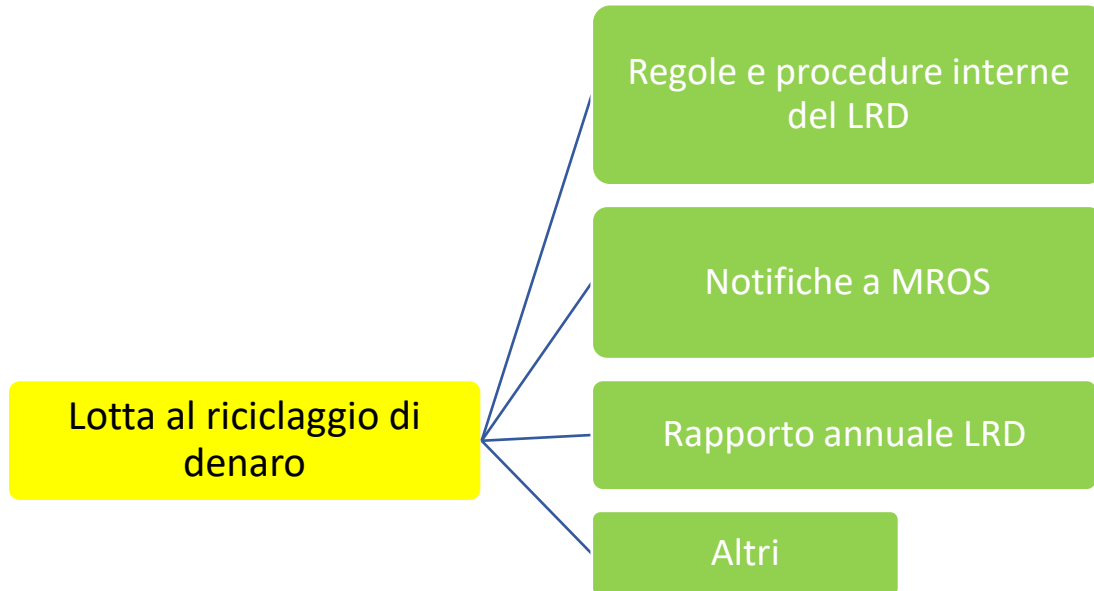 Regole e procedure interne
del LRD
Notifiche a MROS
Lotta al riciclaggio di
denaro
Rapporto annuale LRD
Altri